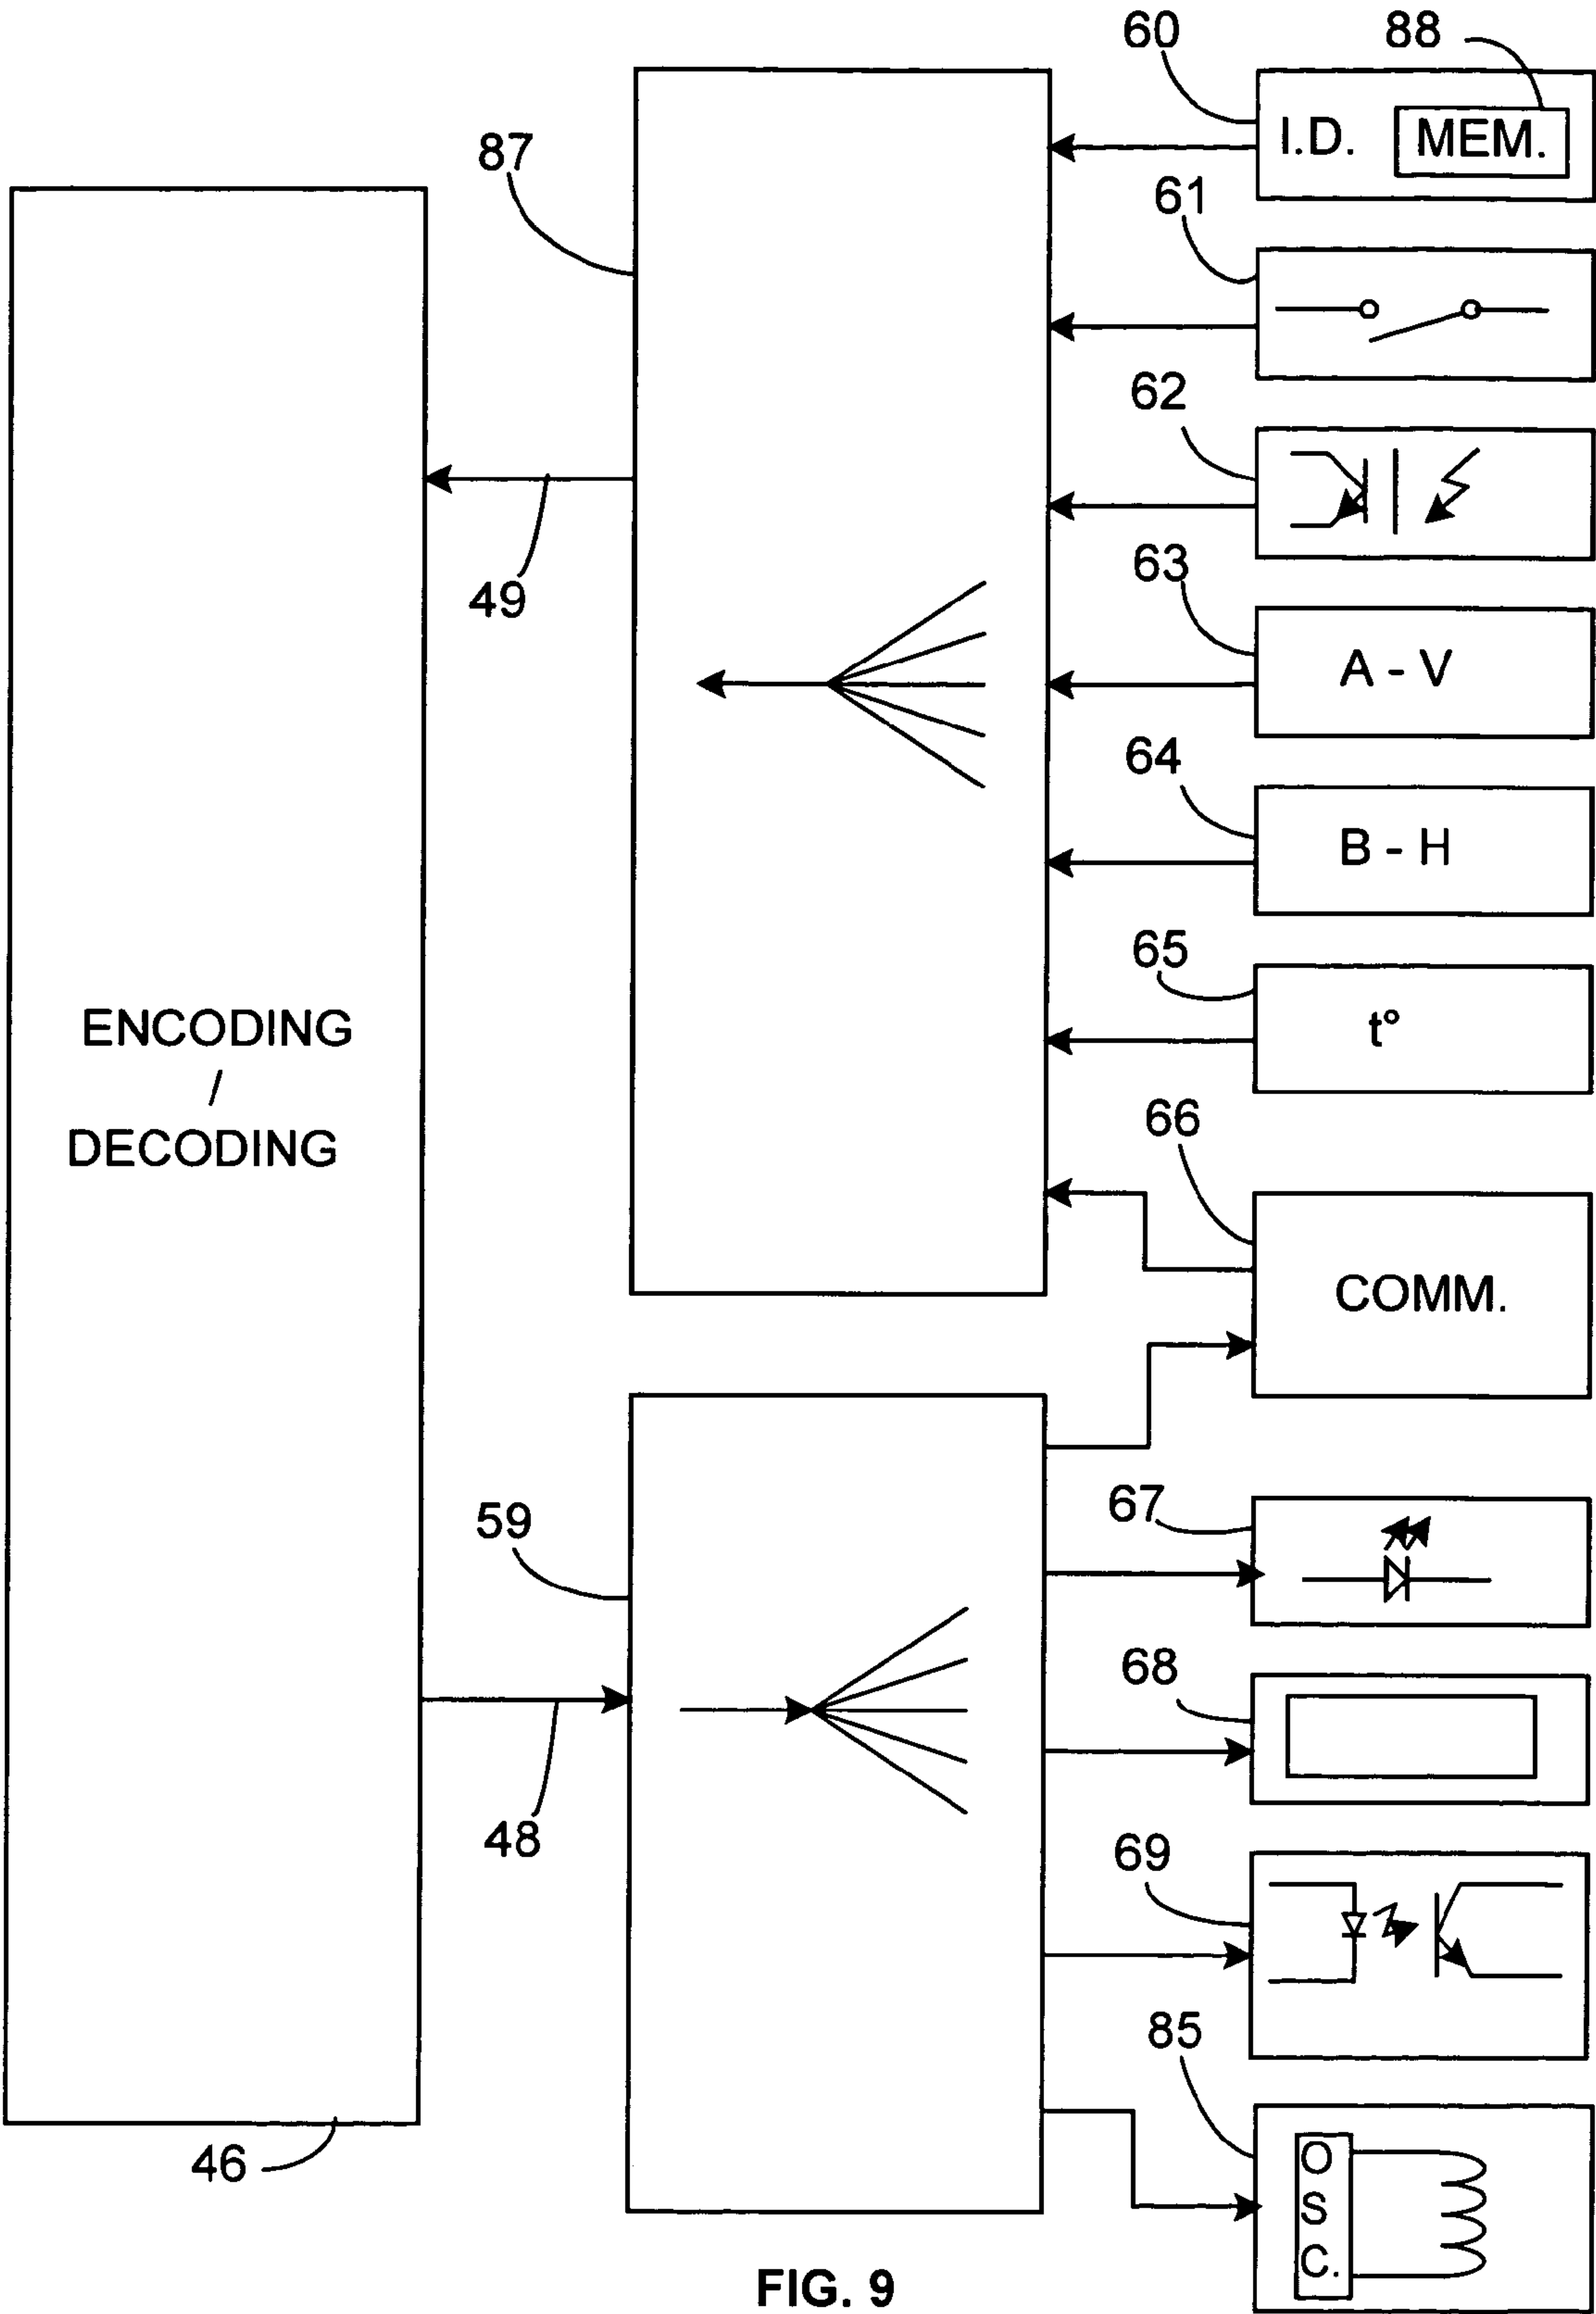 60
88
I.D.
MEM.
87
61
62
49
63
A - V
64
B - H
65
t°
ENCODING
/
DECODING
66
COMM.
67
59
68
48
69
85
46
O
S
C.
FIG. 9